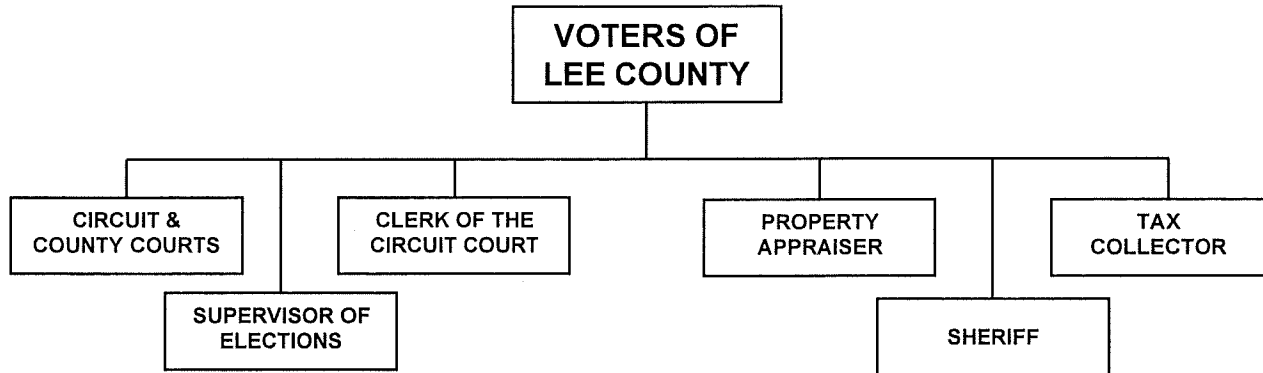 VOTERS OF
LEE COUNTY
CIRCUIT &
COUNTY COURTS
CLERK OF THE
CIRCUIT COURT
PROPERTY
APPRAISER
TAX
COLLECTOR
SUPERVISOR OF
ELECTIONS
SHERIFF